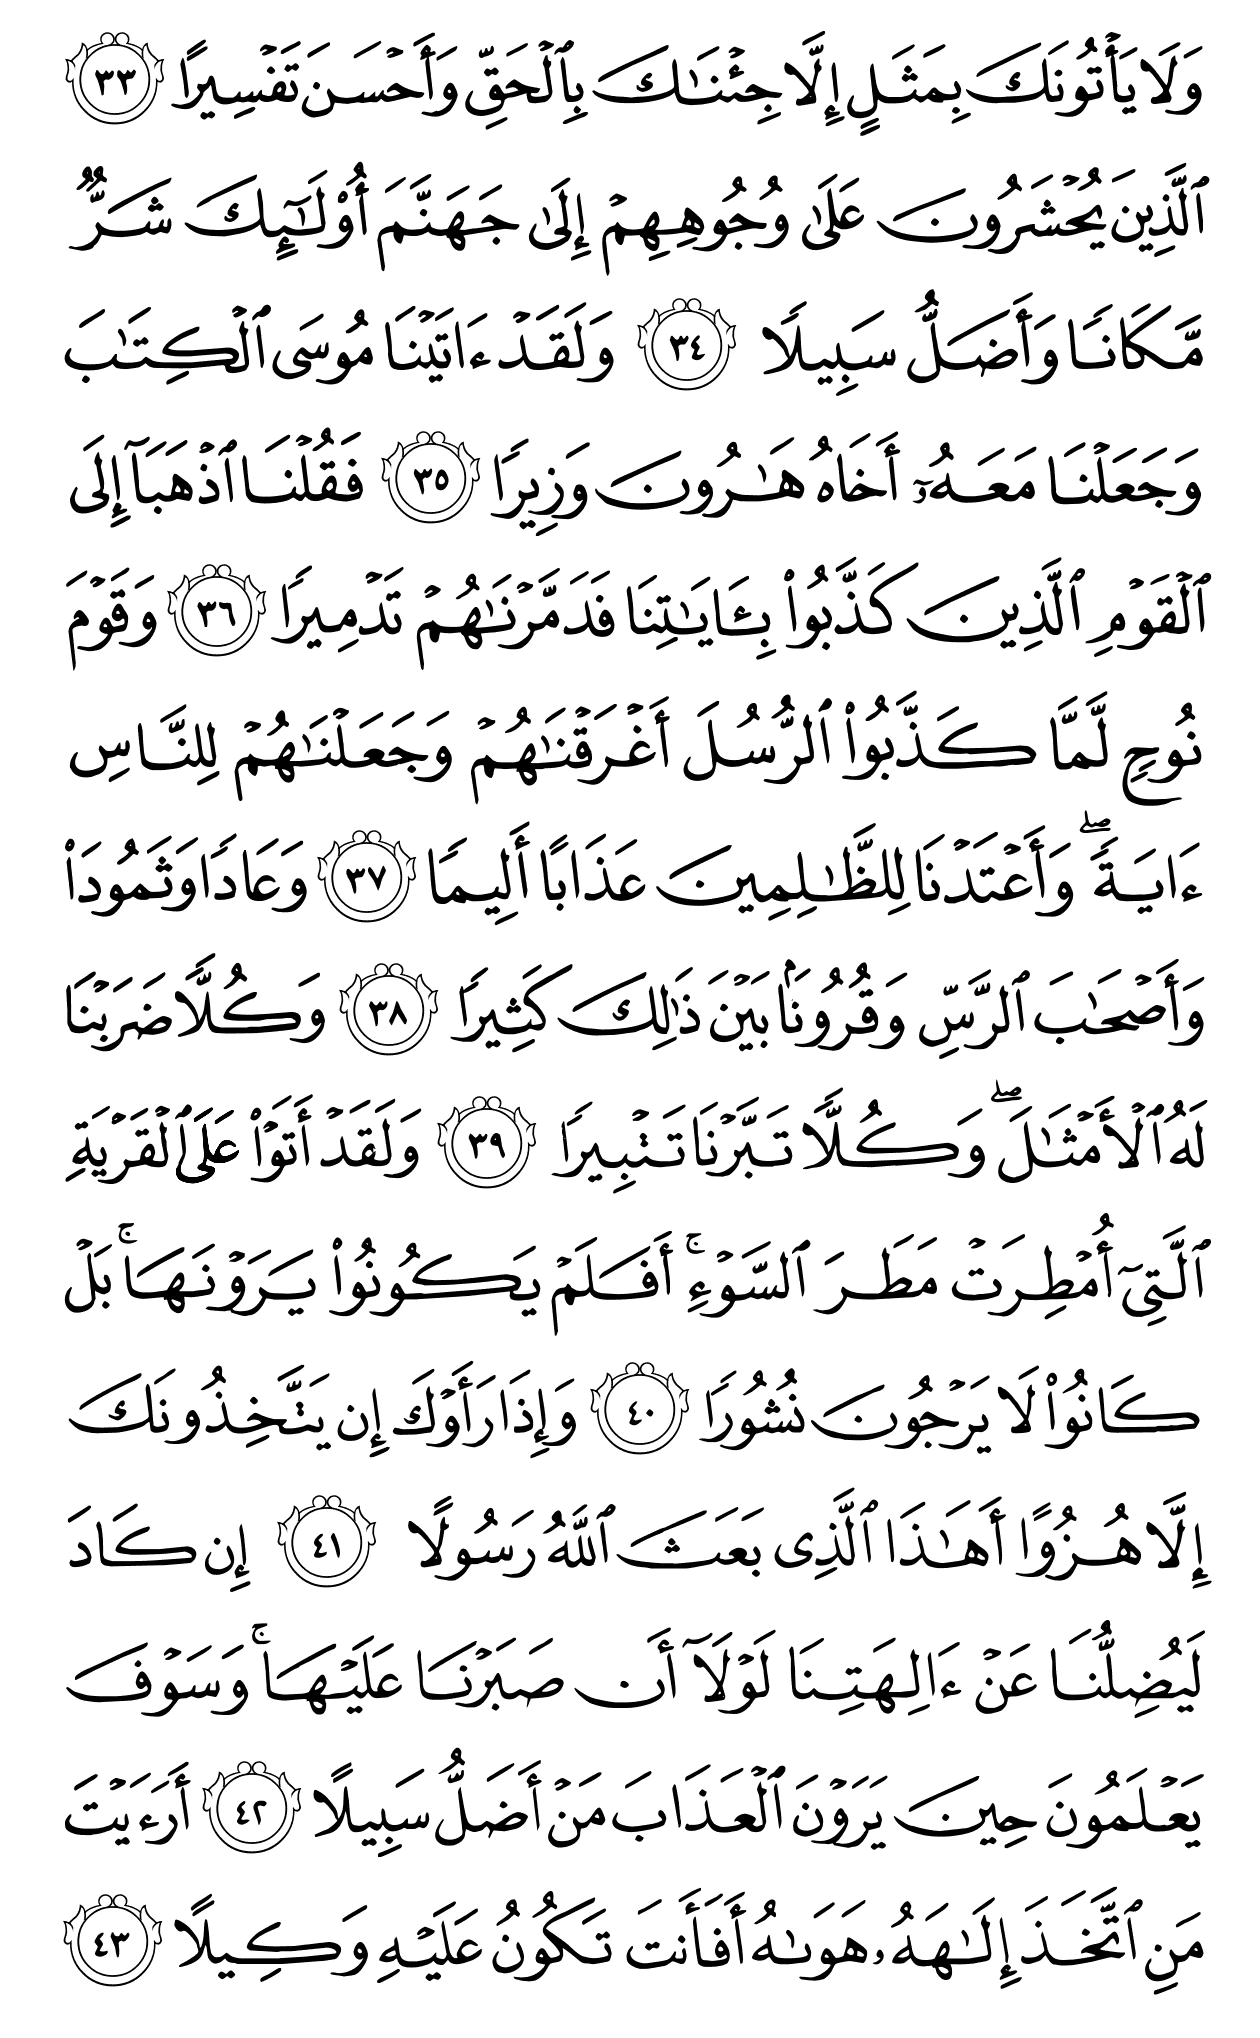 وَلَا يَأۡتُونَكَ بِمَثَلٍ إِلَّا جِئۡنَٰكَ بِٱلۡحَقِّ وَأَحۡسَنَ تَفۡسِيرًا ٣٣
ٱلَّذِينَ يُحۡشَرُونَ عَلَىٰ وُجُوهِهِمۡ إِلَىٰ جَهَنَّمَ أُوْلَٰٓئِكَ شَرّٞ
مَّكَانٗا وَأَضَلُّ سَبِيلٗا ٣٤ وَلَقَدۡ ءَاتَيۡنَا مُوسَى ٱلۡكِتَٰبَ
وَجَعَلۡنَا مَعَهُۥٓ أَخَاهُ هَٰرُونَ وَزِيرٗا ٣٥ فَقُلۡنَا ٱذۡهَبَآ إِلَى
ٱلۡقَوۡمِ ٱلَّذِينَ كَذَّبُواْ بِـَٔايَٰتِنَا فَدَمَّرۡنَٰهُمۡ تَدۡمِيرٗا ٣٦ وَقَوۡمَ
نُوحٖ لَّمَّا كَذَّبُواْ ٱلرُّسُلَ أَغۡرَقۡنَٰهُمۡ وَجَعَلۡنَٰهُمۡ لِلنَّاسِ
ءَايَةٗۖ وَأَعۡتَدۡنَا لِلظَّٰلِمِينَ عَذَابًا أَلِيمٗا ٣٧ وَعَادٗا وَثَمُودَاْ
وَأَصۡحَٰبَ ٱلرَّسِّ وَقُرُونَۢا بَيۡنَ ذَٰلِكَ كَثِيرٗا ٣٨ وَكُلّٗا ضَرَبۡنَا
لَهُ ٱلۡأَمۡثَٰلَۖ وَكُلّٗا تَبَّرۡنَا تَتۡبِيرٗا ٣٩ وَلَقَدۡ أَتَوۡاْ عَلَى ٱلۡقَرۡيَةِ
ٱلَّتِيٓ أُمۡطِرَتۡ مَطَرَ ٱلسَّوۡءِۚ أَفَلَمۡ يَكُونُواْ يَرَوۡنَهَاۚ بَلۡ
كَانُواْ لَا يَرۡجُونَ نُشُورٗا ٤٠ وَإِذَا رَأَوۡكَ إِن يَتَّخِذُونَكَ
إِلَّا هُزُوًا أَهَٰذَا ٱلَّذِي بَعَثَ ٱللَّهُ رَسُولًا ٤١ إِن كَادَ
لَيُضِلُّنَا عَنۡ ءَالِهَتِنَا لَوۡلَآ أَن صَبَرۡنَا عَلَيۡهَاۚ وَسَوۡفَ
يَعۡلَمُونَ حِينَ يَرَوۡنَ ٱلۡعَذَابَ مَنۡ أَضَلُّ سَبِيلًا ٤٢ أَرَءَيۡتَ
مَنِ ٱتَّخَذَ إِلَٰهَهُۥ هَوَىٰهُ أَفَأَنتَ تَكُونُ عَلَيۡهِ وَكِيلًا ٤٣